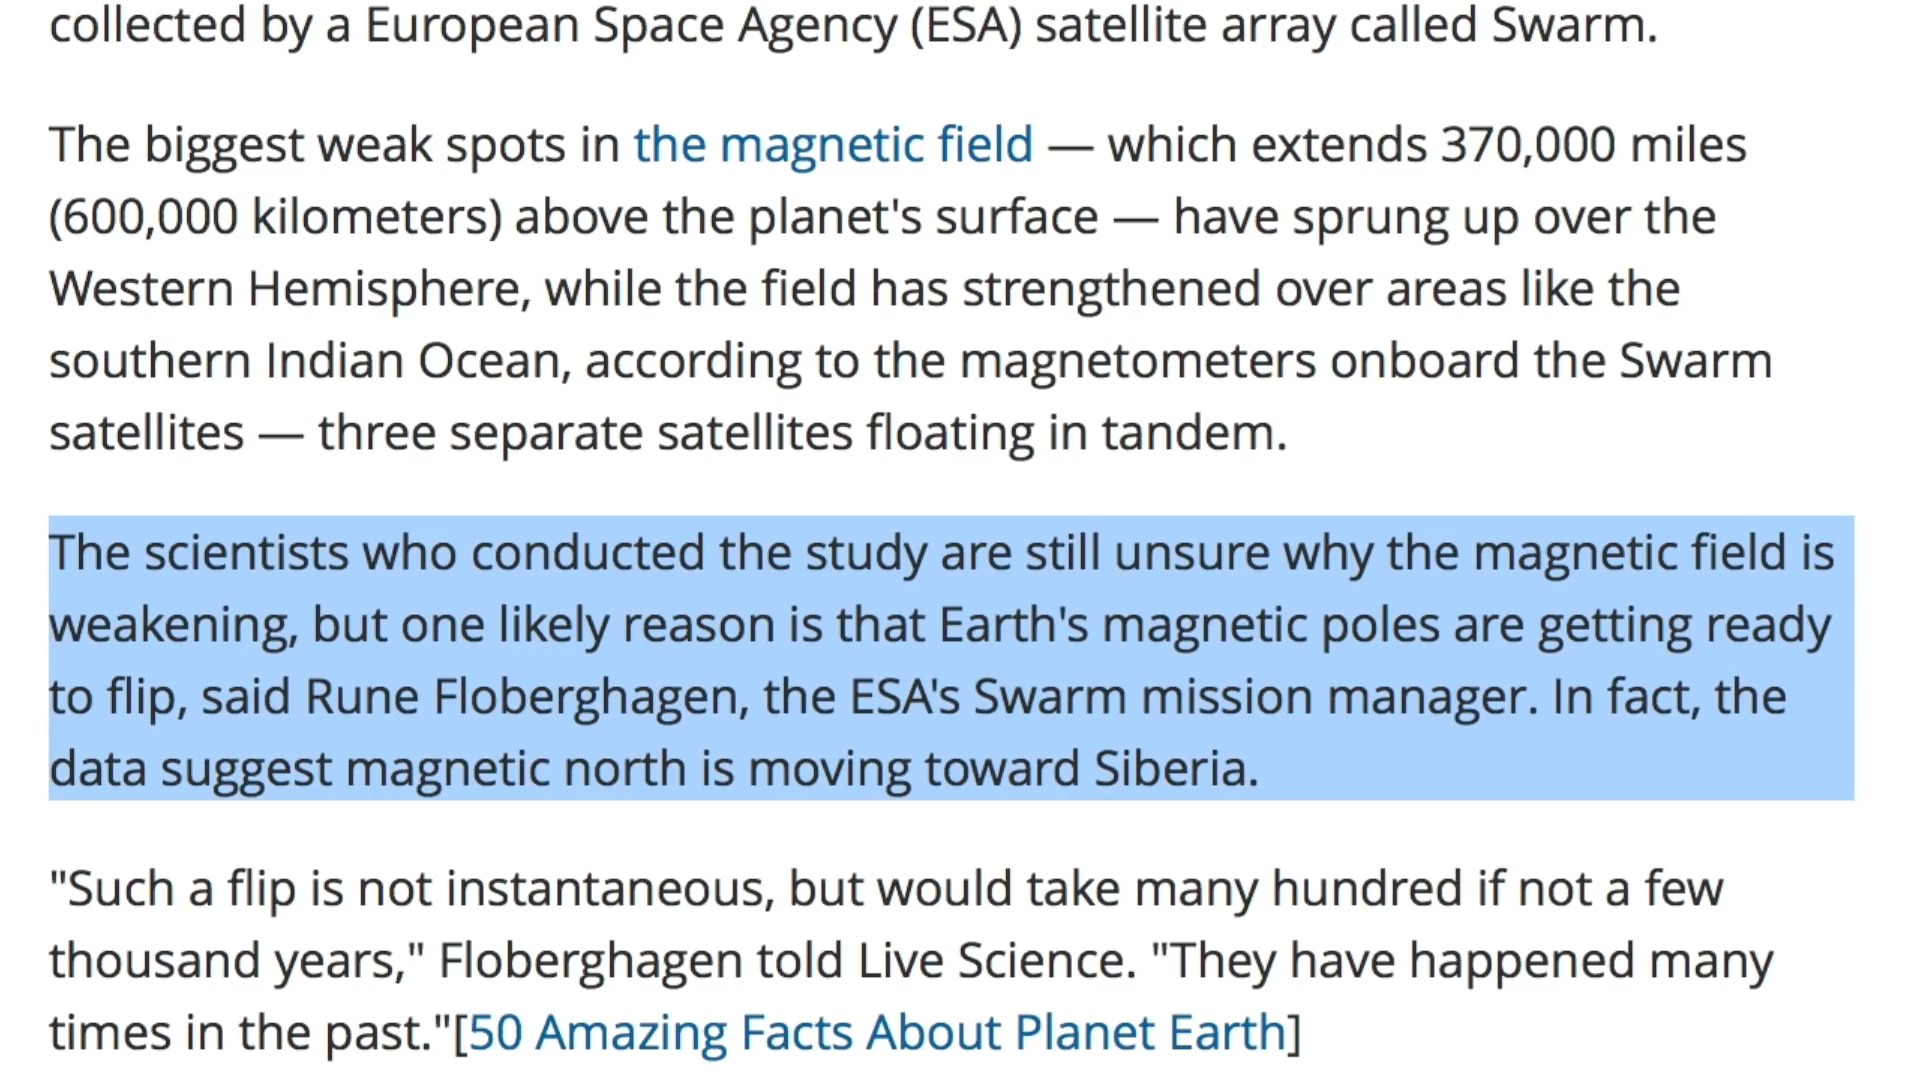 collected by a European Space Agency (ESA) satellite array called Swarm.
The biggest weak spots in the magnetic field — which extends 370,000 miles
(600,000 kilometers) above the planet's surface — have sprung up over the
Western Hemisphere, while the field has strengthened over areas like the
southern Indian Ocean, according to the magnetometers onboard the Swarm
satellites — three separate satellites floating in tandem.
The scientists who conducted the study are still unsure why the magnetic field is
weakening, but one likely reason is that Earth's magnetic poles are getting ready
to flip, said Rune Floberghagen, the ESA's Swarm mission manager. In fact, the
data suggest magnetic north is moving toward Siberia.
"Such a flip is not instantaneous, but would take many hundred if not a few
thousand years," Floberghagen told Live Science. "They have happened many
times in the past."[50 Amazing Facts About Planet Earth]